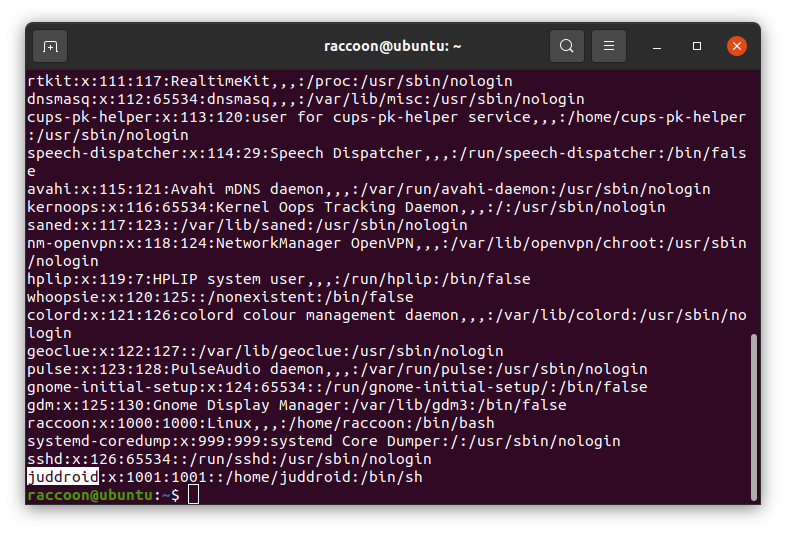 raccoon@ubuntu: ~
rtkit:x:111:117:RealtimeKit,,,:/proc:/usr/sbin/nologin
dnsmasq:x:112:65534:dnsmasq,,,:/var/lib/misc:/usr/sbin/nologin
cups-pk-helper:x:113:120:user for cups-pk-helper service,,,:/home/cups-pk-helper
:/usr/sbin/nologin
speech-dispatcher:x:114:29:Speech Dispatcher,,,:/run/speech-dispatcher:/bin/fals
e
avahi:x:115:121:Avahi mDNS daemon,,,:/var/run/avahi-daemon:/usr/sbin/nologin
kernoops:x:116:65534:Kernel Oops Tracking Daemon,,,:/:/usr/sbin/nologin
saned:x:117:123::/var/lib/saned:/usr/sbin/nologin
nm-openvpn:x:118:124:NetworkManager OpenVPN,,,:/var/lib/openvpn/chroot:/usr/sbin
/nologin
hplip:x:119:7:HPLIP system user,,,:/run/hplip:/bin/false
whoopsie:x:120:125::/nonexistent:/bin/false
colord:x:121:126:colord colour management daemon,,,:/var/lib/colord:/usr/sbin/no
login
geoclue:x:122:127::/var/lib/geoclue:/usr/sbin/nologin
pulse:x:123:128:PulseAudio daemon,,,:/var/run/pulse:/usr/sbin/nologin
gnome-initial-setup:x:124:65534::/run/gnome-initial-setup/:/bin/false
gdm:x:125:130:Gnome Display Manager:/var/lib/gdm3:/bin/false
raccoon:x:1000:1000:Linux,,,:/home/raccoon:/bin/bash
systemd-coredump:x:999:999:systemd Core Dumper:/:/usr/sbin/nologin
sshd:x:126:65534::/run/sshd:/usr/sbin/nologin
juddroid:x:1001:1001::/home/juddroid:/bin/sh
raccoon@ubuntu:~$